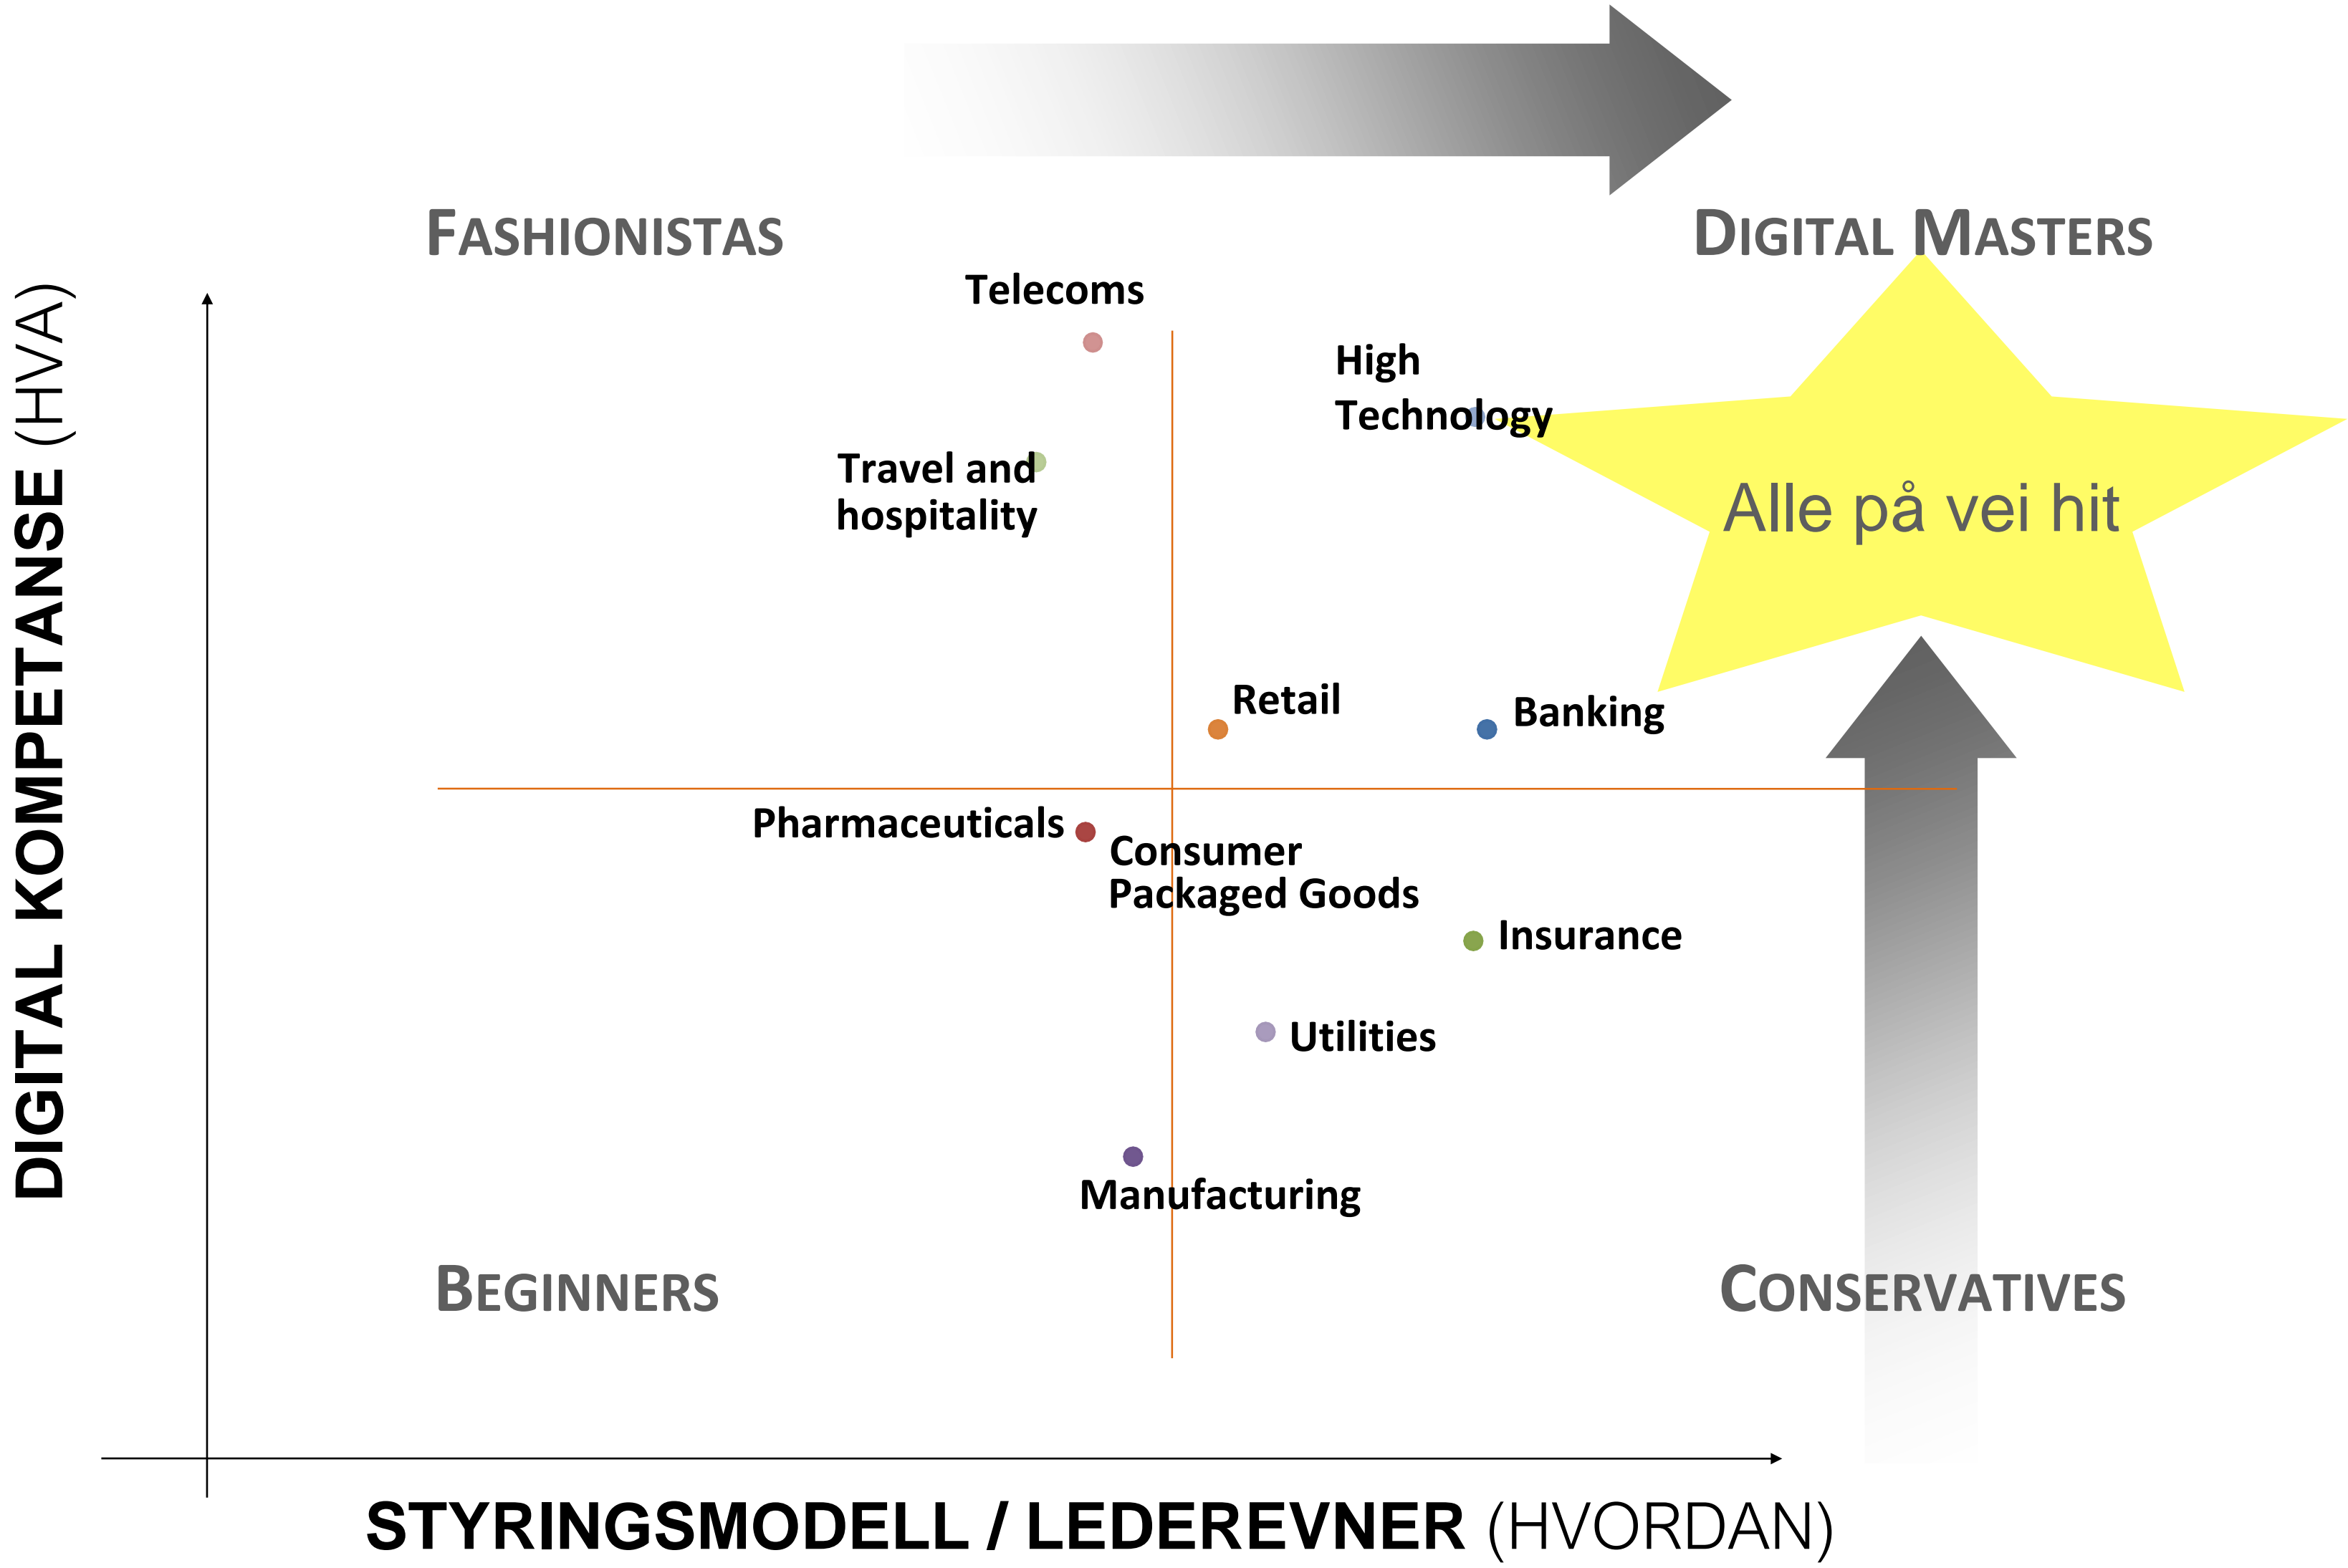 FASHIONISTAS
DIGITAL MASTERS
Telecoms
High
Technology
Travel and
hospitality
Alle på vei hit
Retail
Banking
Pharmaceuticals
Consumer
Packaged Goods
Insurance
Utilities
Manufacturing
BEGINNERS
CONSERVATIVES
DIGITAL KOMPETANSE (HVA)
STYRINGSMODELL / LEDEREVNER (HVORDAN)